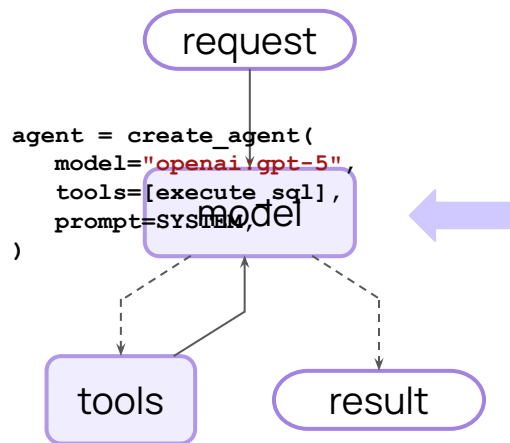 request
agent = create_agent(
    model="openai:gpt-5",
    tools=[execute_sql],
    prompt=SYSTEM,
)
model
tools
result